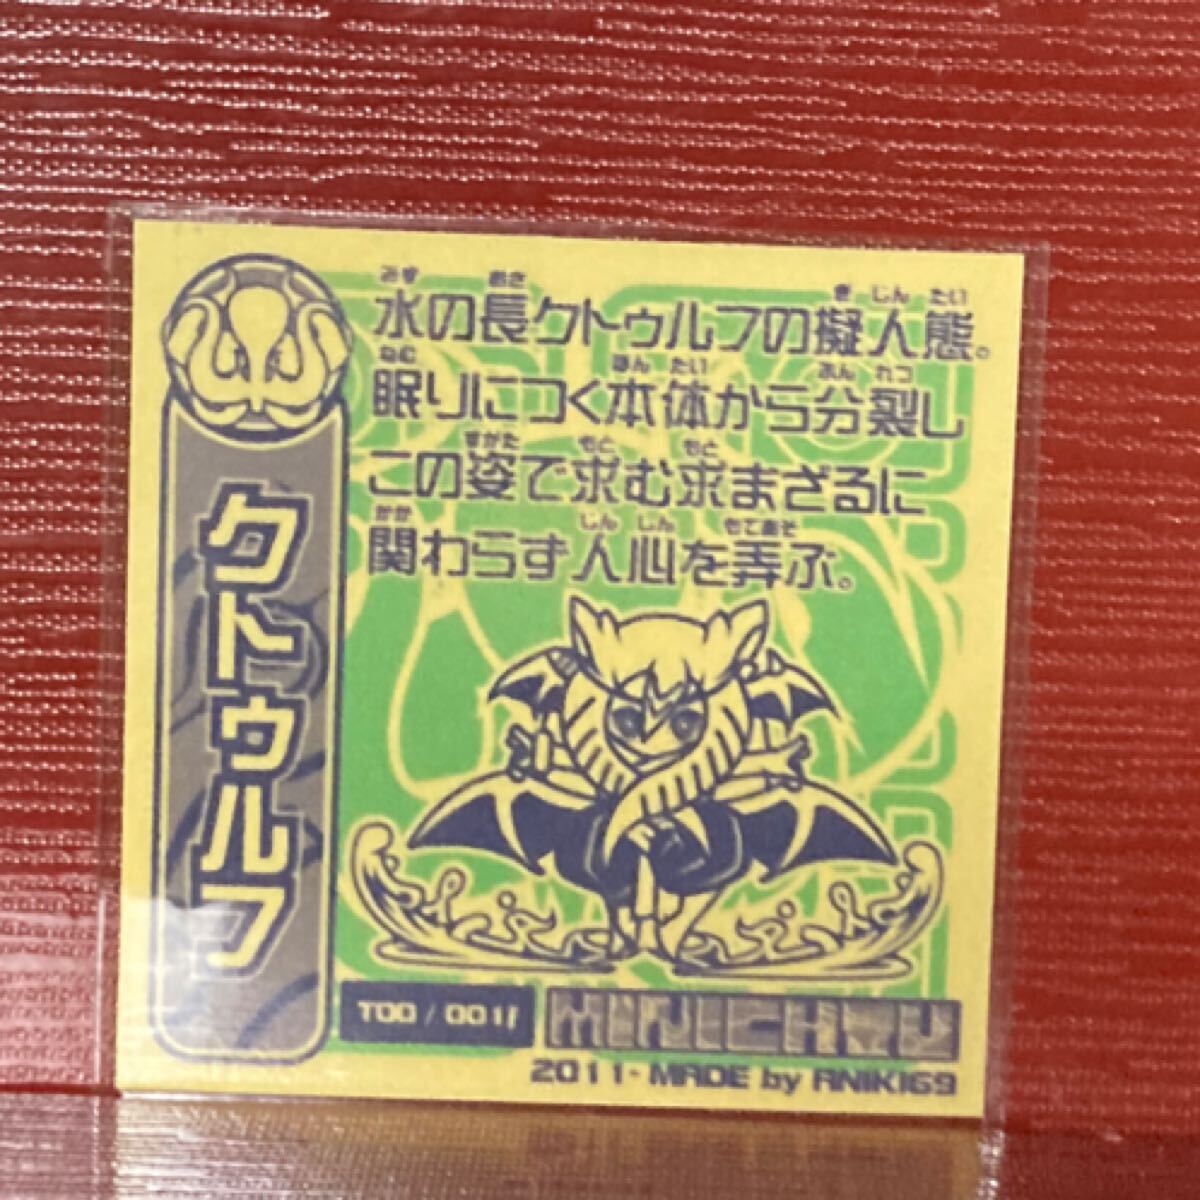 クトゥルフ
水の長クトゥルフの擬人態。
眠りにつく本体から分裂し
この姿で求む求まざるに
関わらず人心を弄ぶ。
T00 / 001f
MINICHYU
2011- MADE by ANIKI69